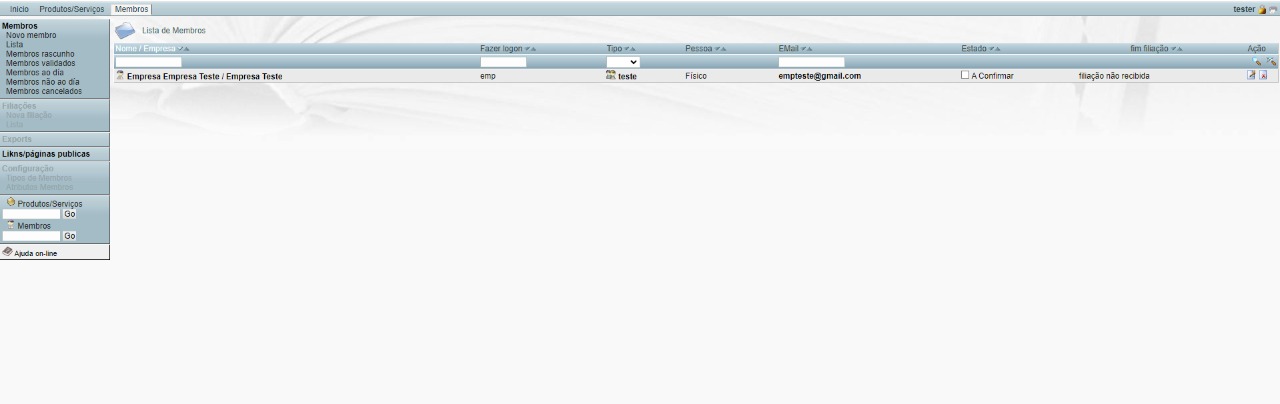 Início Produtos/Serviços Membros tester
Membros
Novo membro
Lista
Membros rascunho
Membros validados
Membros ao día
Membros não ao día
Membros cancelados
Filiações
Nova filiação
Lista
Exports
Likns/páginas publicas
Configuração
Tipos de Membros
Atributos Membros
Produtos/Serviços
Go
Membros
Go
Ajuda on-line
Lista de Membros
Nome / Empresa Fazer logon Tipo Pessoa EMail Estado fim filiação Ação
Empresa Empresa Teste / Empresa Teste emp teste Físico empteste@gmail.com A Confirmar filiação não recibida